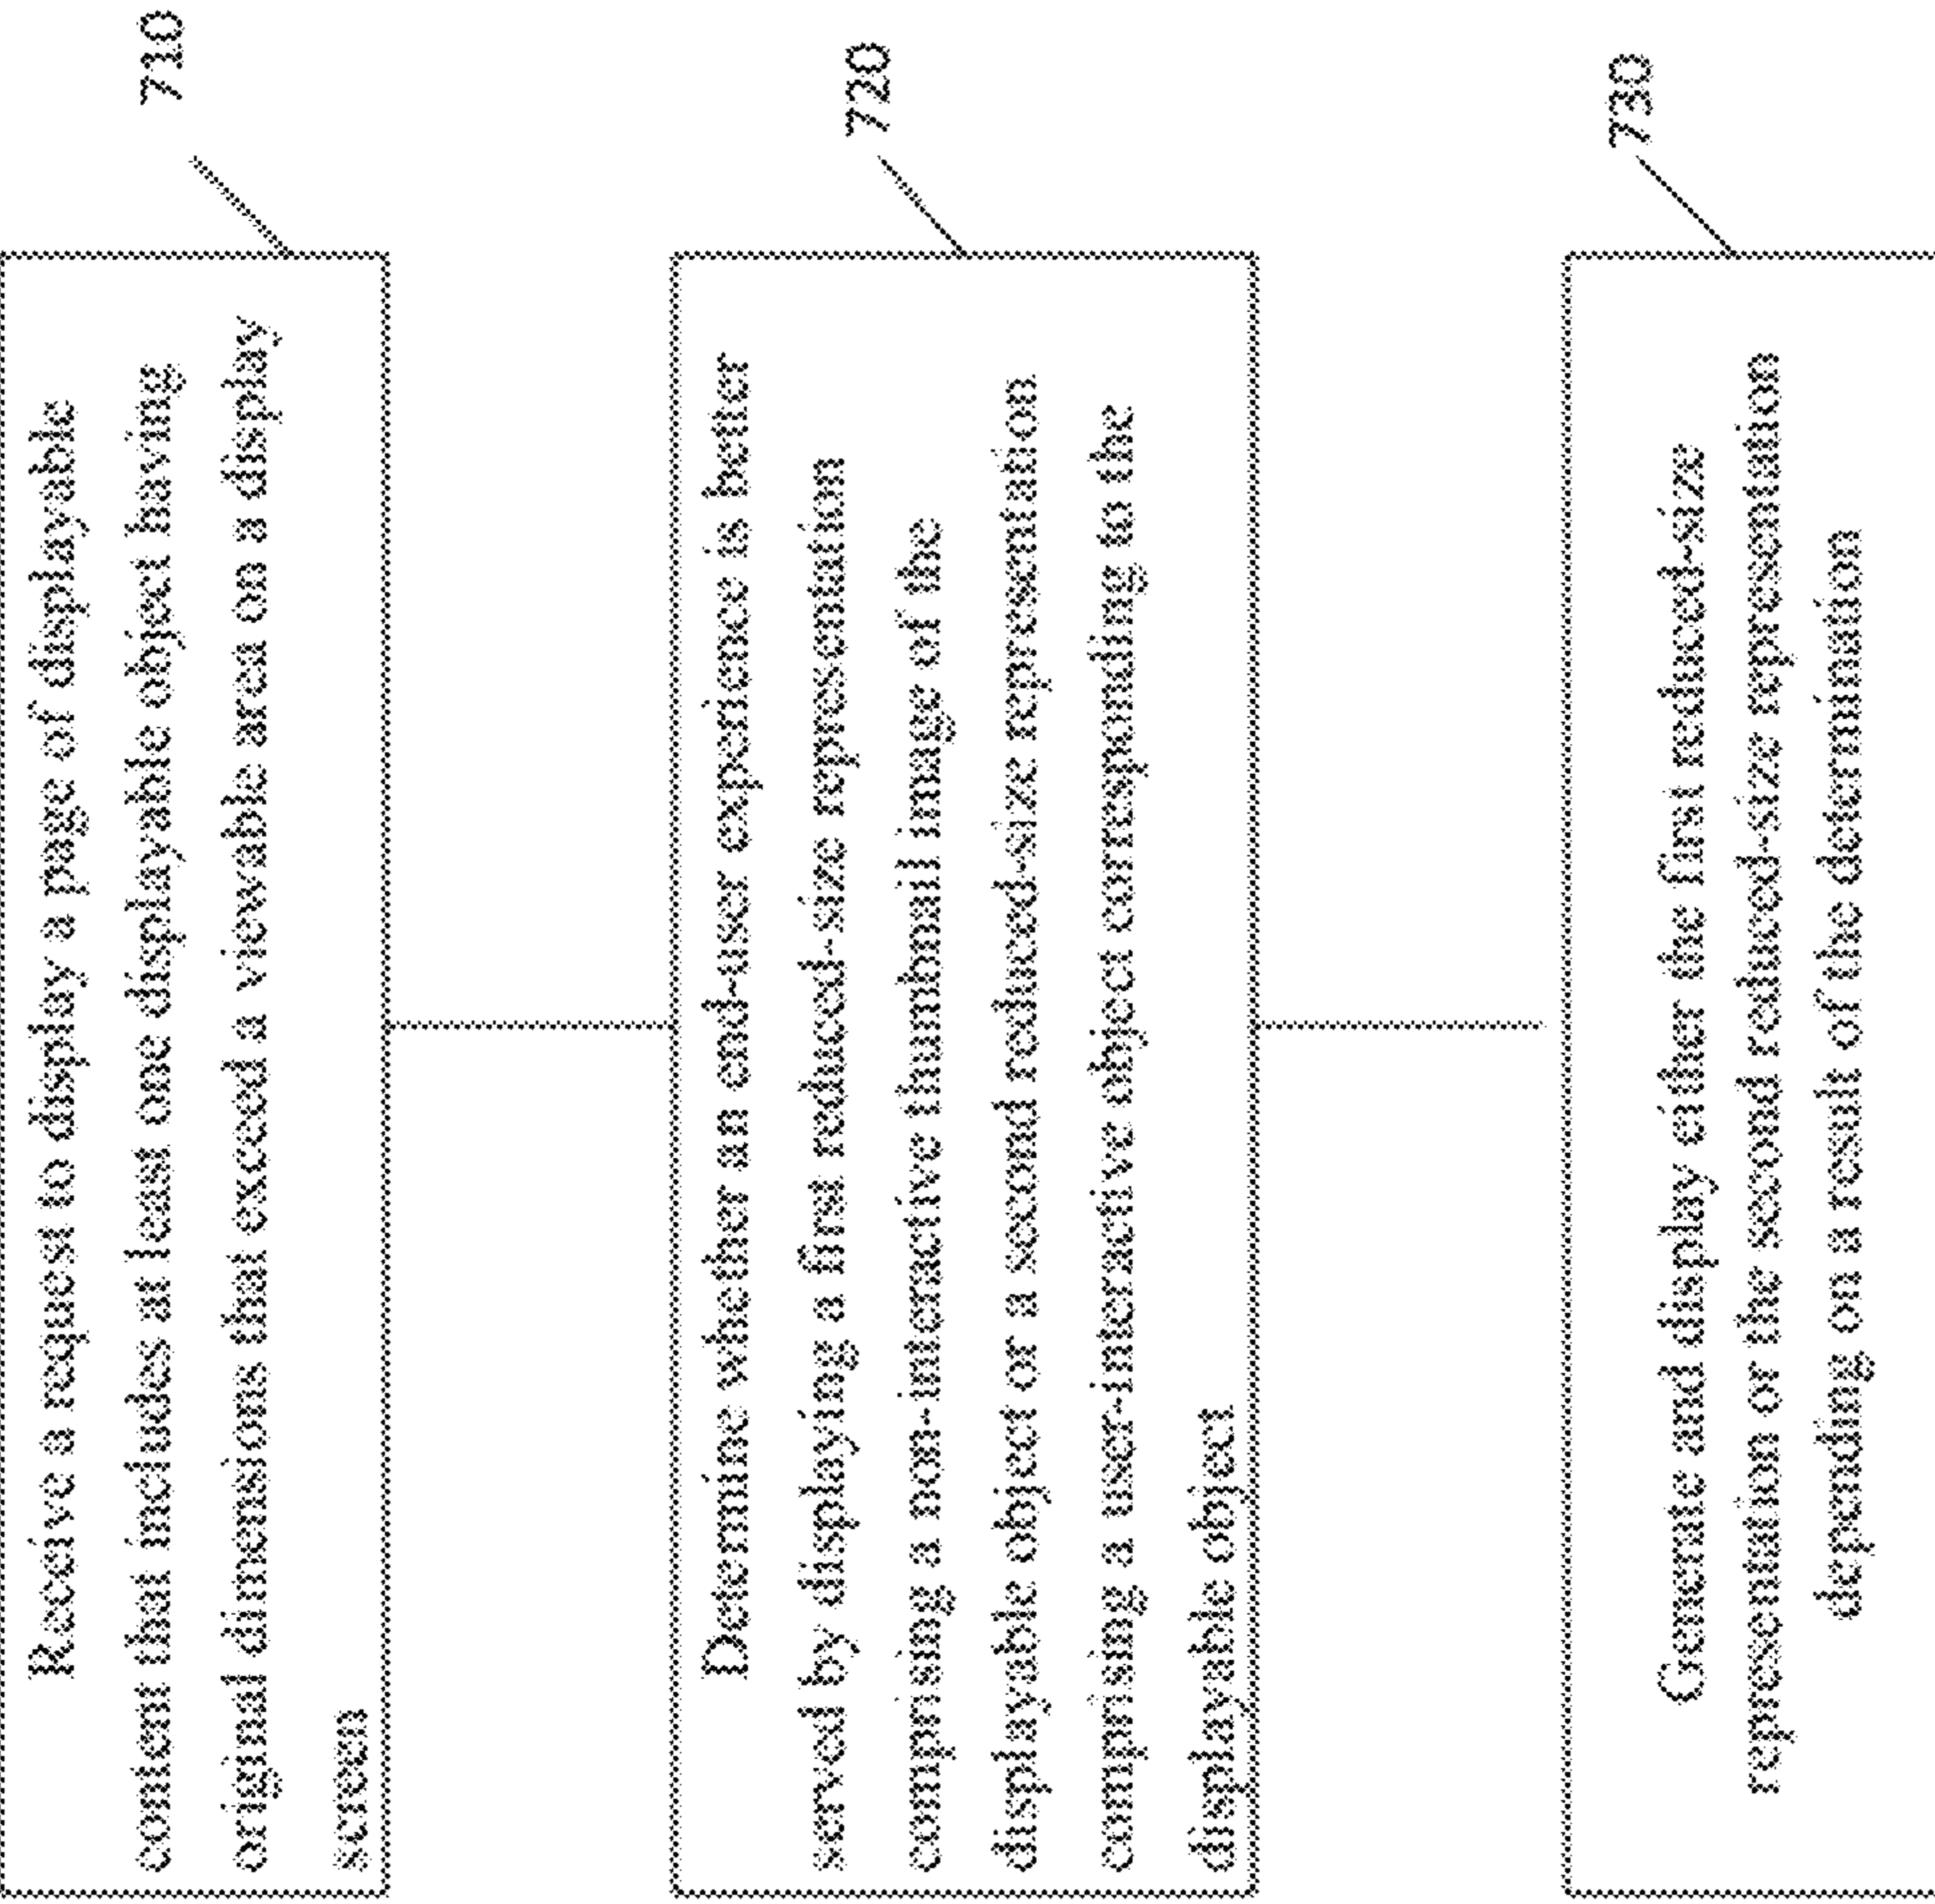 710
Receive a request to display a page of displayable
content that includes at least one displayable object having
original dimensions that exceed a viewable area on a display
screen
720
Determine whether an end-user experience is better
served by displaying a first reduced-size representation
comprising a non-interactive thumbnail image of the
displayable object or a second reduced-size representation
comprising a user-interactive object corresponding to the
displayable object
730
Generate and display either the first reduced-size
representation or the second reduced-size representation
depending on a result of the determination